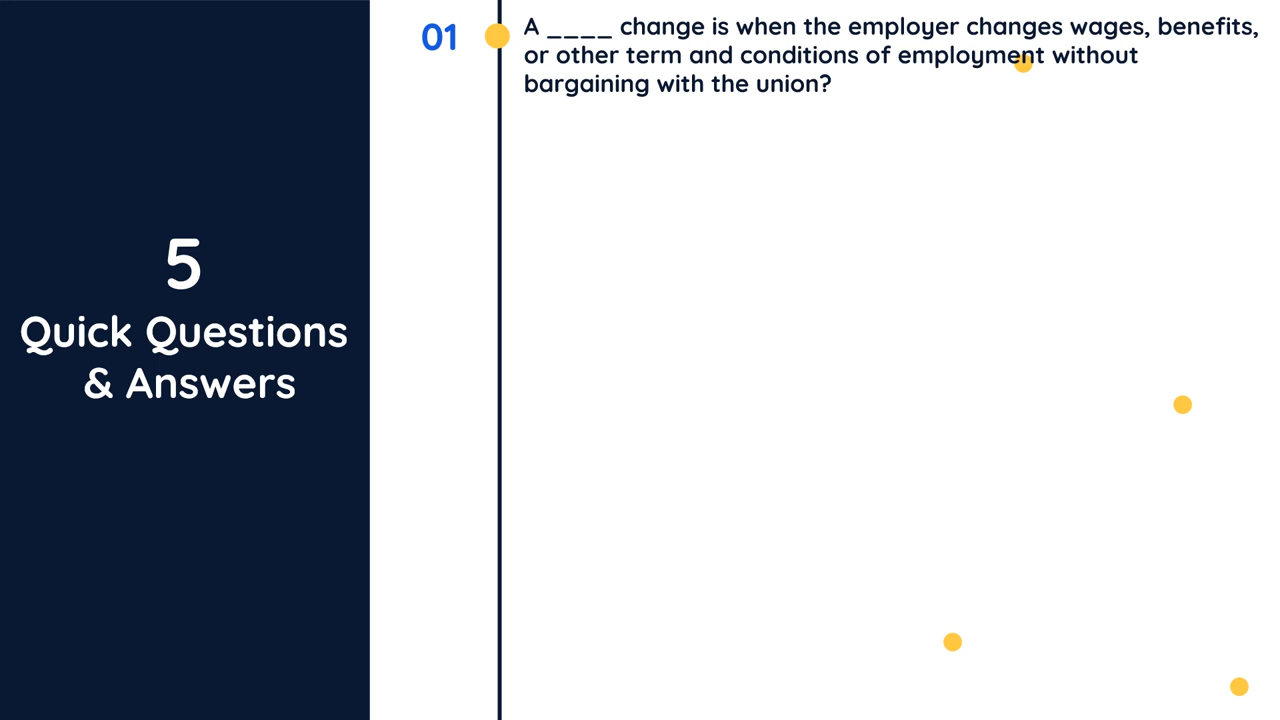 5
Quick Questions
& Answers
01
A ____ change is when the employer changes wages, benefits,
or other term and conditions of employment without
bargaining with the union?